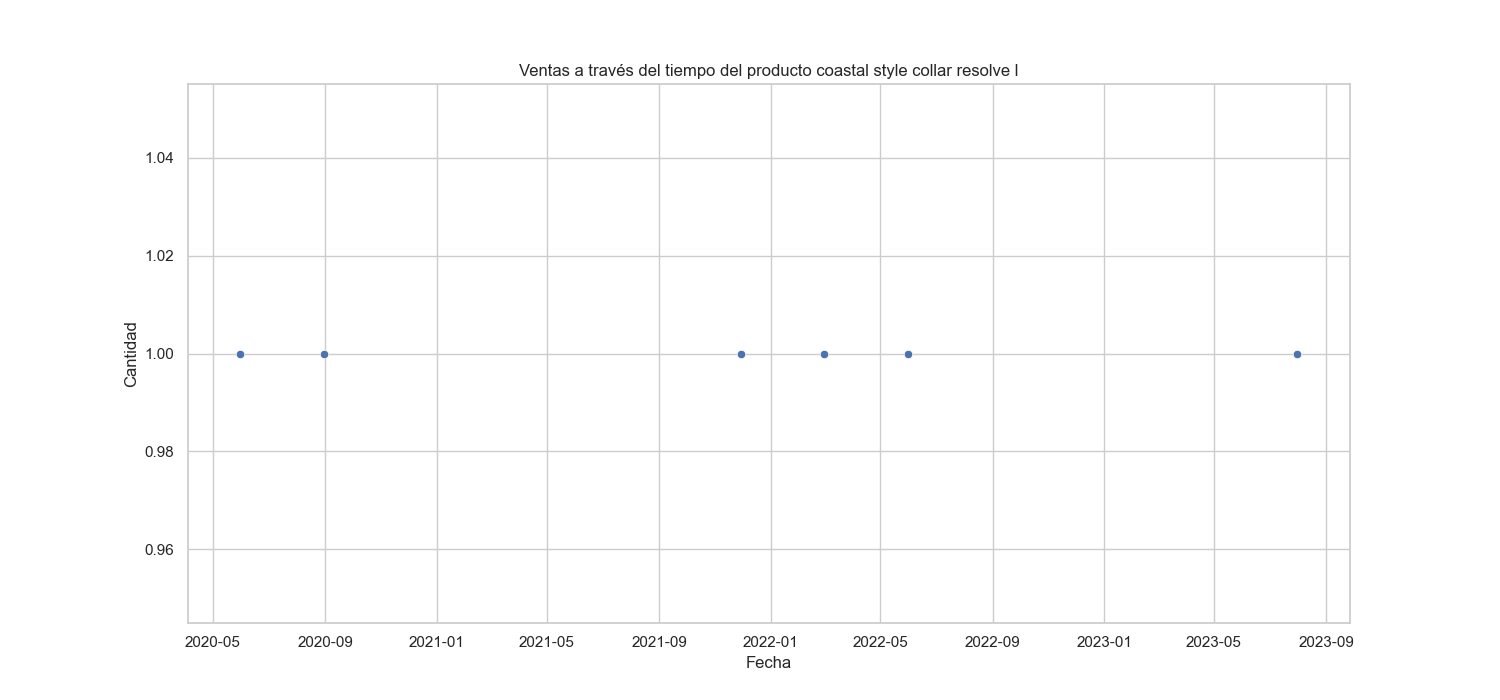 Ventas a través del tiempo del producto coastal style collar resolve l
1.04
1.02
1.00
0.98
0.96
Cantidad
2020-05 2020-09 2021-01 2021-05 2021-09 2022-01 2022-05 2022-09 2023-01 2023-05 2023-09
Fecha